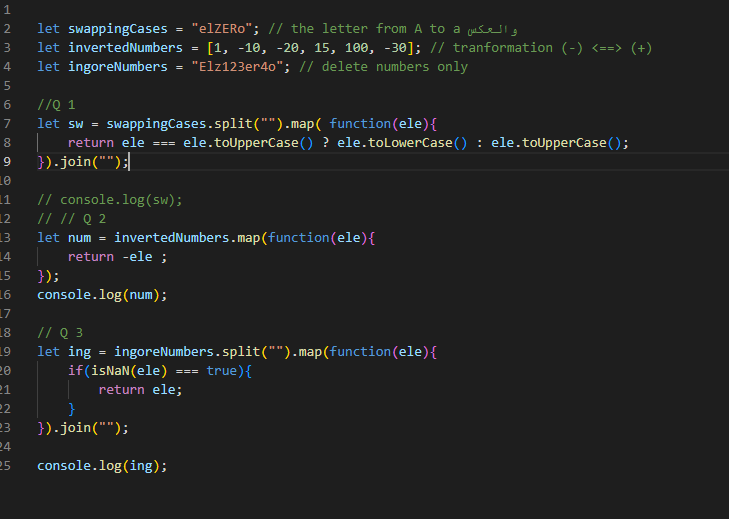 1
2 let swappingCases = "elZERo"; // the letter from A to a والعكس
3 let invertedNumbers = [1, -10, -20, 15, 100, -30]; // tranformation (-) <==> (+)
4 let ingoreNumbers = "Elz123er4o"; // delete numbers only
5
6 //Q 1
7 let sw = swappingCases.split("").map( function(ele){
8 return ele === ele.toUpperCase() ? ele.toLowerCase() : ele.toUpperCase();
9 }).join("");
10
11 // console.log(sw);
12 // // Q 2
13 let num = invertedNumbers.map(function(ele){
14 return -ele ;
15 });
16 console.log(num);
17
18 // Q 3
19 let ing = ingoreNumbers.split("").map(function(ele){
20 if(isNaN(ele) === true){
21 return ele;
22 }
23 }).join("");
24
25 console.log(ing);